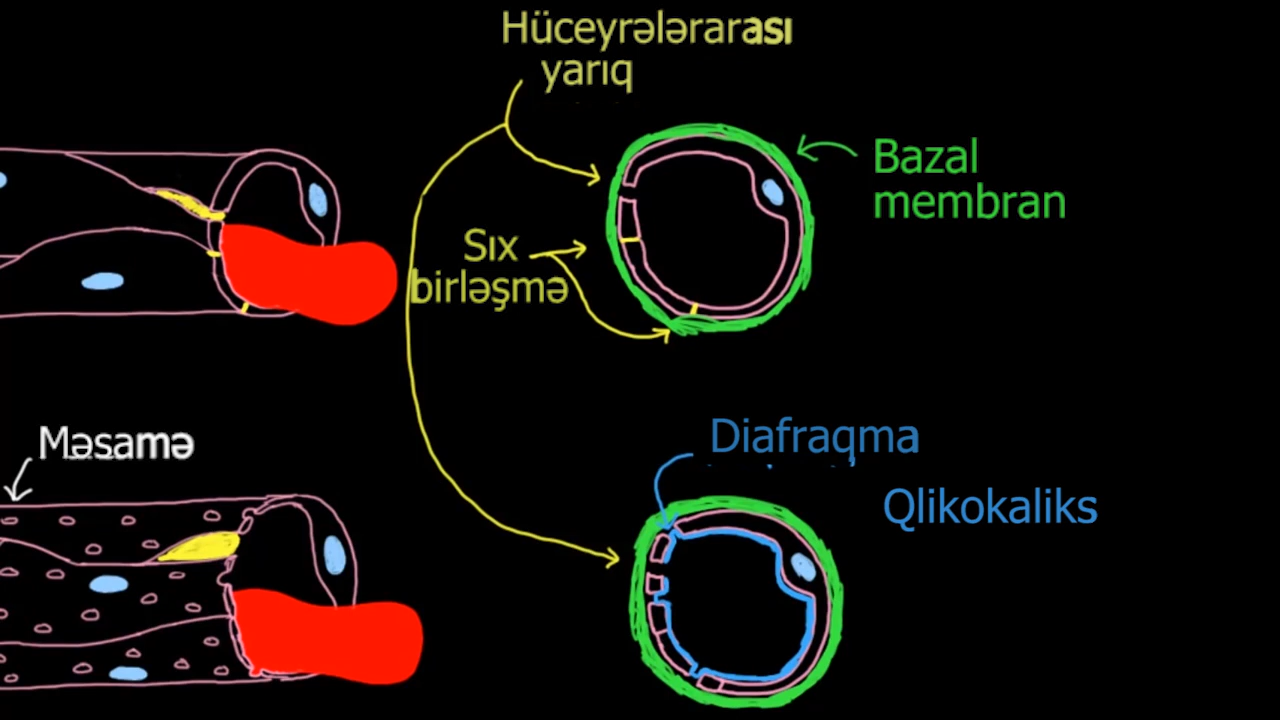 Hüceyrələrarası
yarıq
Bazal
membran
Sıx
birləşmə
Məsamə
Diafraqma
Qlikokaliks